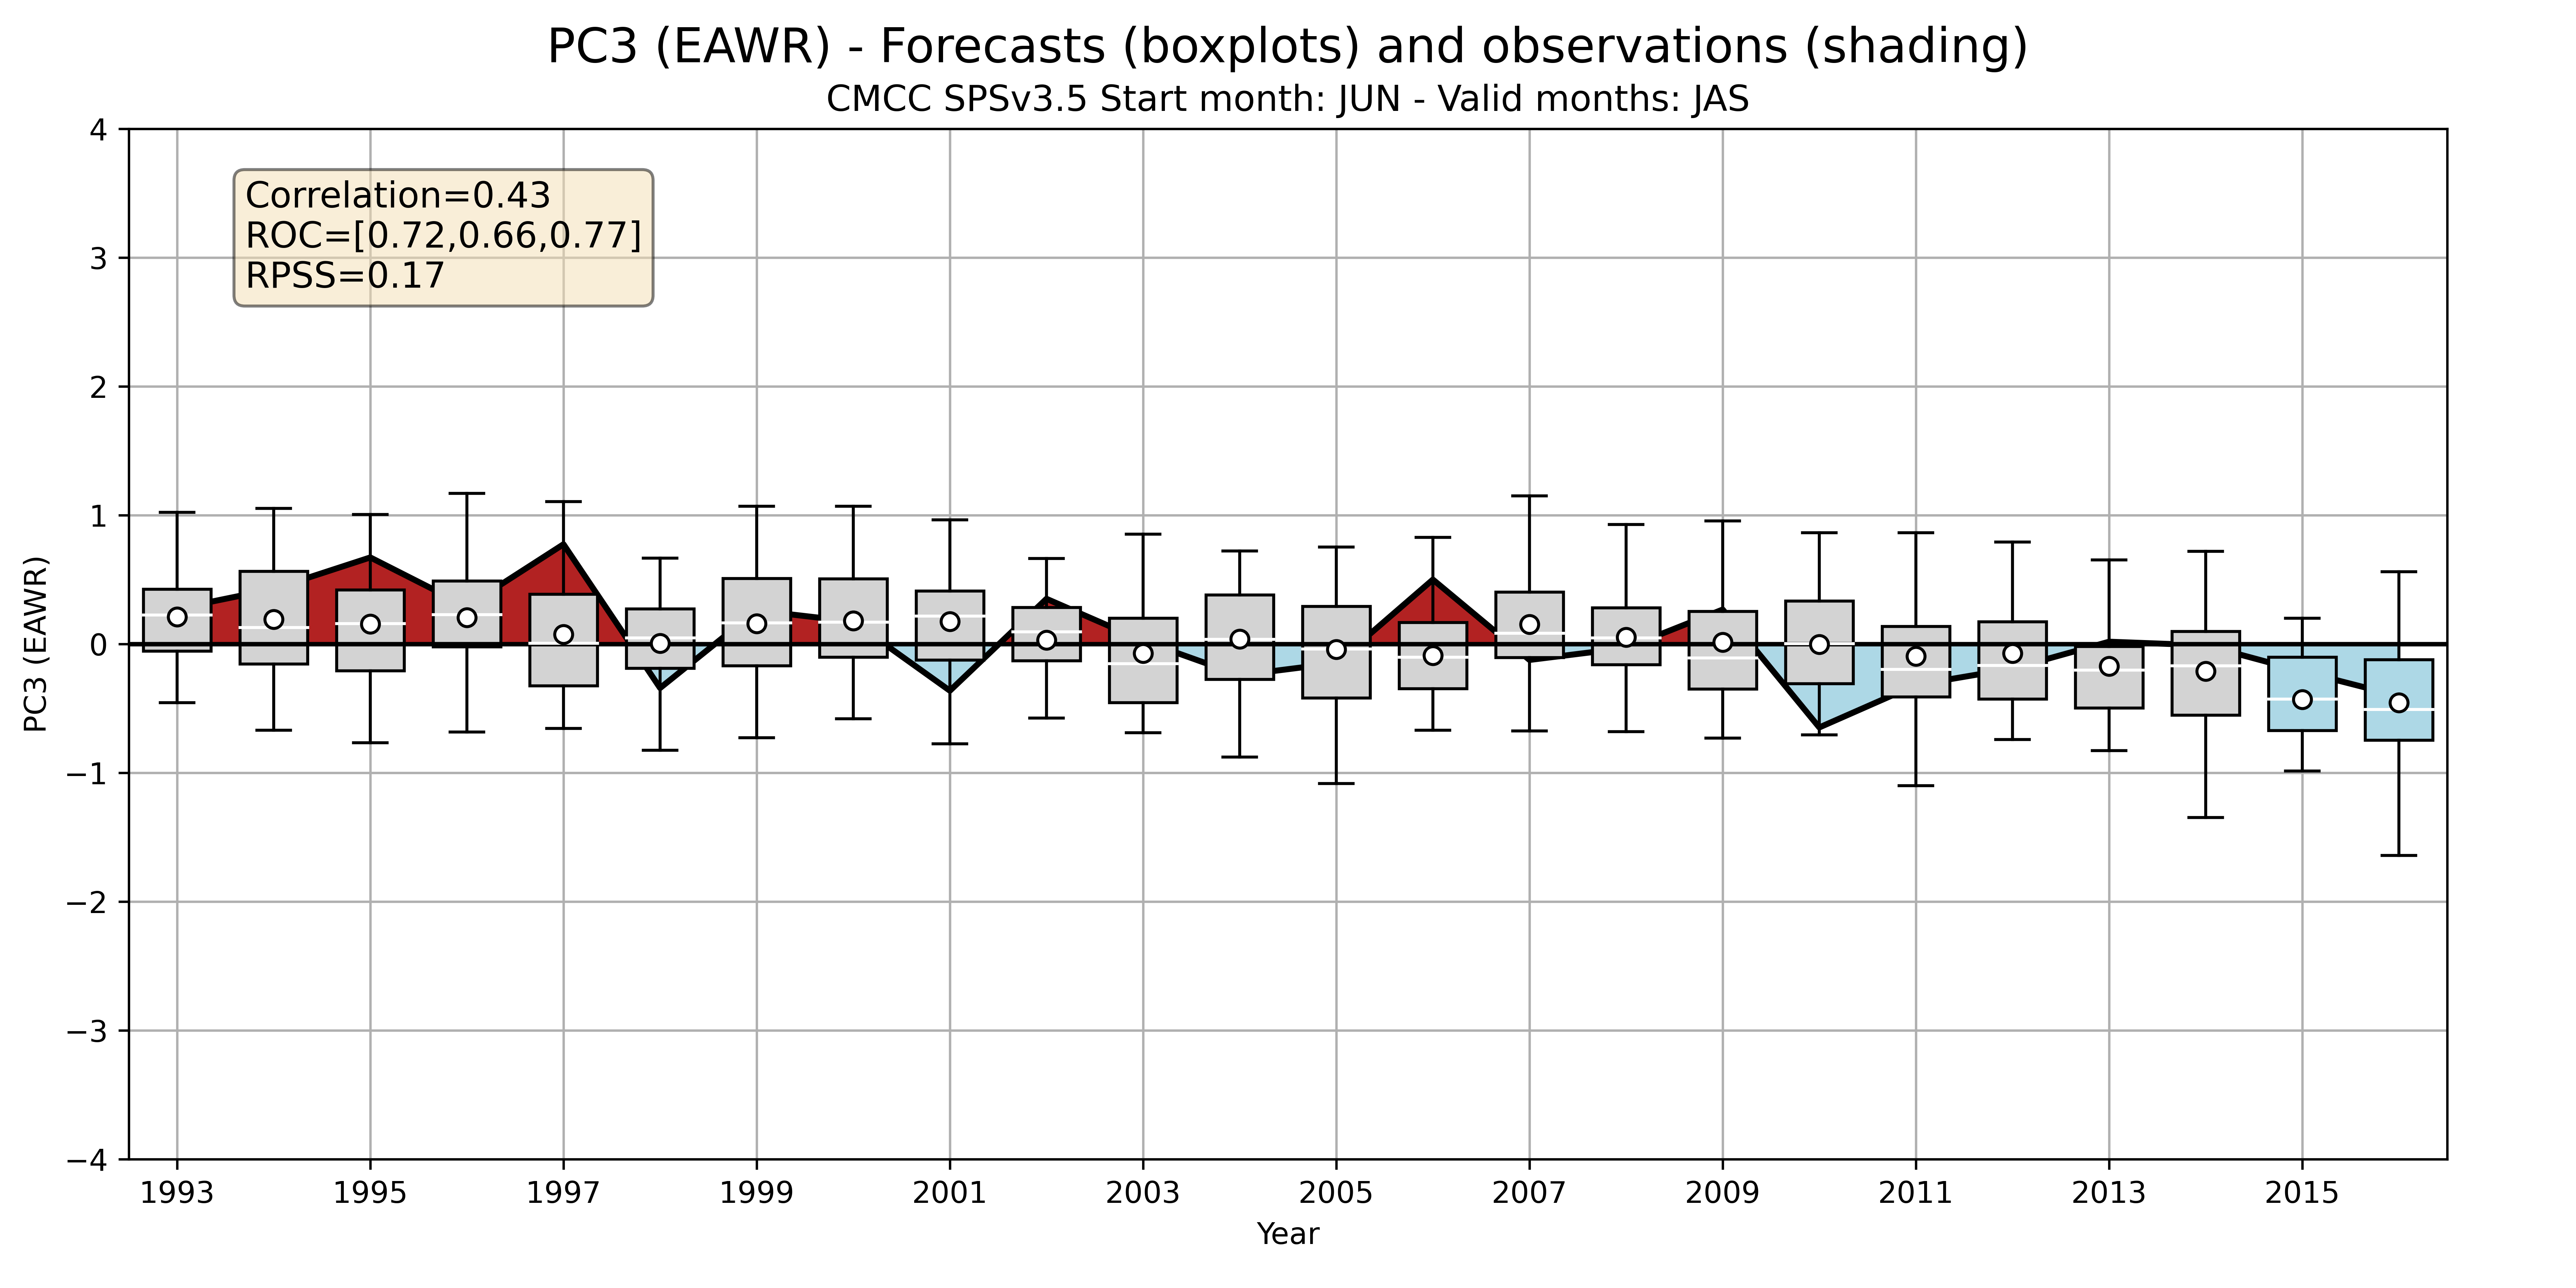 PC3 (EAWR) - Forecasts (boxplots) and observations (shading)
CMCC SPSv3.5 Start month: JUN - Valid months: JAS
Correlation=0.43
ROC=[0.72,0.66,0.77]
RPSS=0.17
PC3 (EAWR)
4
3
2
1
0
−1
−2
−3
−4
1993 1995 1997 1999 2001 2003 2005 2007 2009 2011 2013 2015
Year